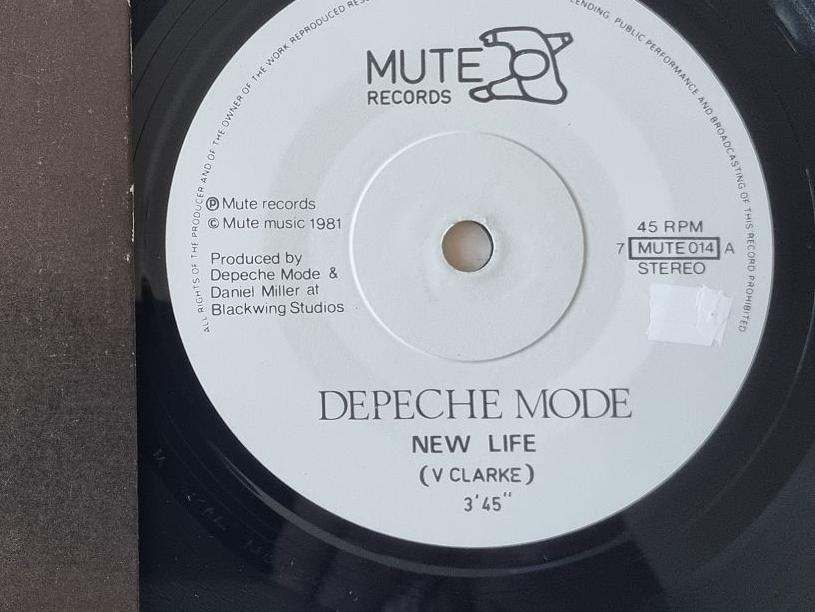 ALL RIGHTS OF THE PRODUCER AND OF THE OWNER OF THE WORK REPRODUCED
LENDING, PUBLIC PERFORMANCE AND BROADCASTING OF THIS RECORD PROHIBITED
MUTE
RECORDS
℗ Mute records
© Mute music 1981
Produced by
Depeche Mode &
Daniel Miller at
Blackwing Studios
45 RPM
7 MUTE 014 A
STEREO
DEPECHE MODE
NEW LIFE
(V CLARKE)
3'45"